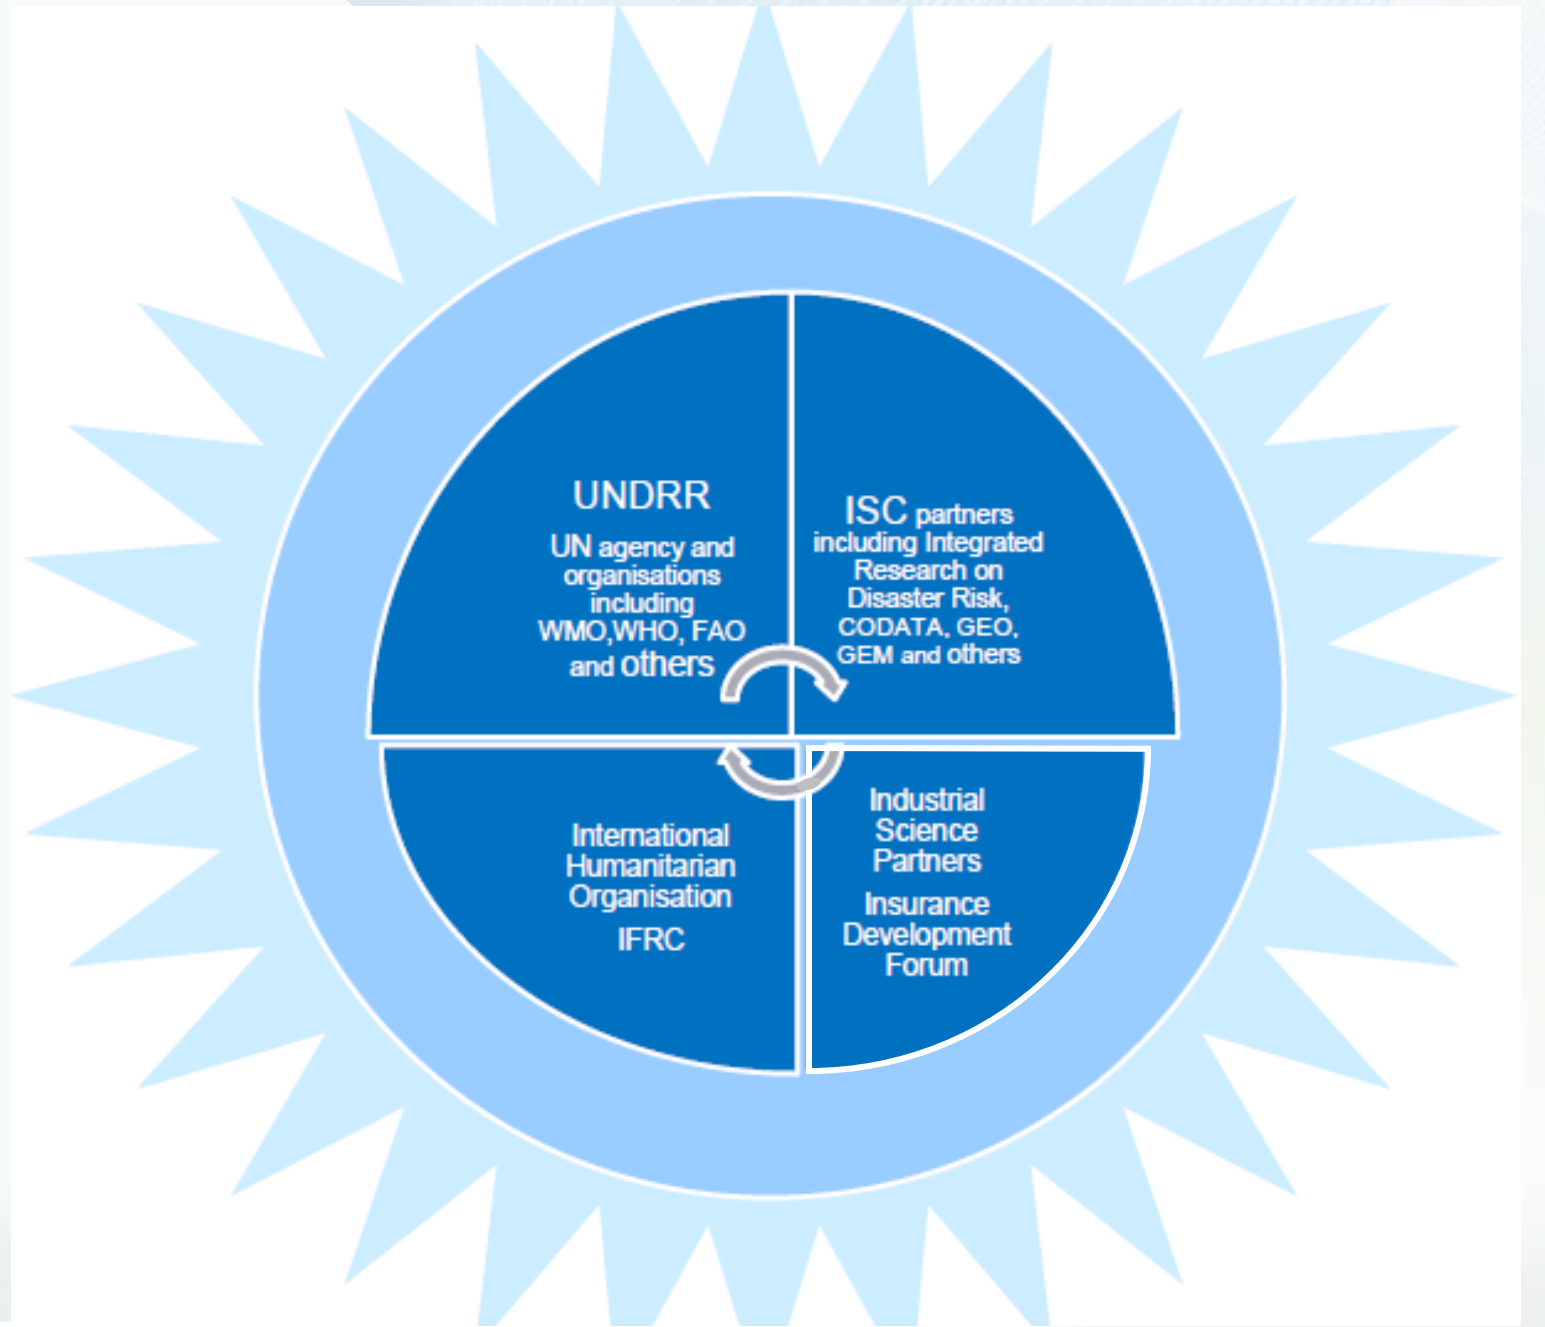 UNDRR
UN agency and
organisations
including
WMO,WHO, FAO
and others
ISC partners
including Integrated
Research on
Disaster Risk,
CODATA, GEO,
GEM and others
International
Humanitarian
Organisation
IFRC
Industrial
Science
Partners
Insurance
Development
Forum